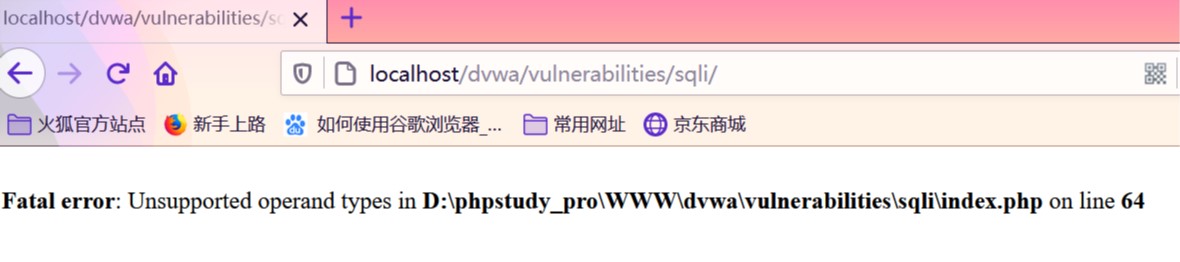 localhost/dvwa/vulnerabilities/sq
localhost/dvwa/vulnerabilities/sqli/
火狐官方站点 新手上路 如何使用谷歌浏览器_... 常用网址 京东商城
Fatal error: Unsupported operand types in D:\phpstudy_pro\WWW\dvwa\vulnerabilities\sqli\index.php on line 64